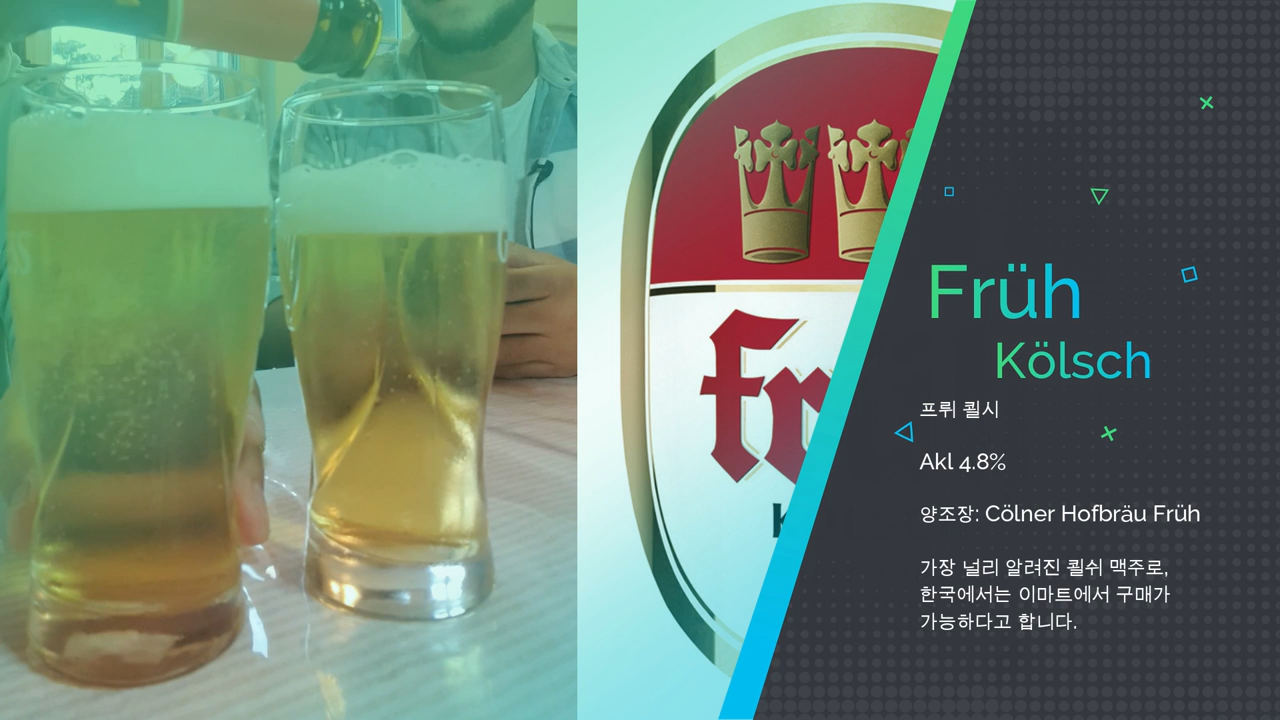 fr
K
Früh
Kölsch
프뤼 쾰시
Akl 4.8%
양조장: Cölner Hofbräu Früh
가장 널리 알려진 쾰쉬 맥주로,
한국에서는 이마트에서 구매가
가능하다고 합니다.